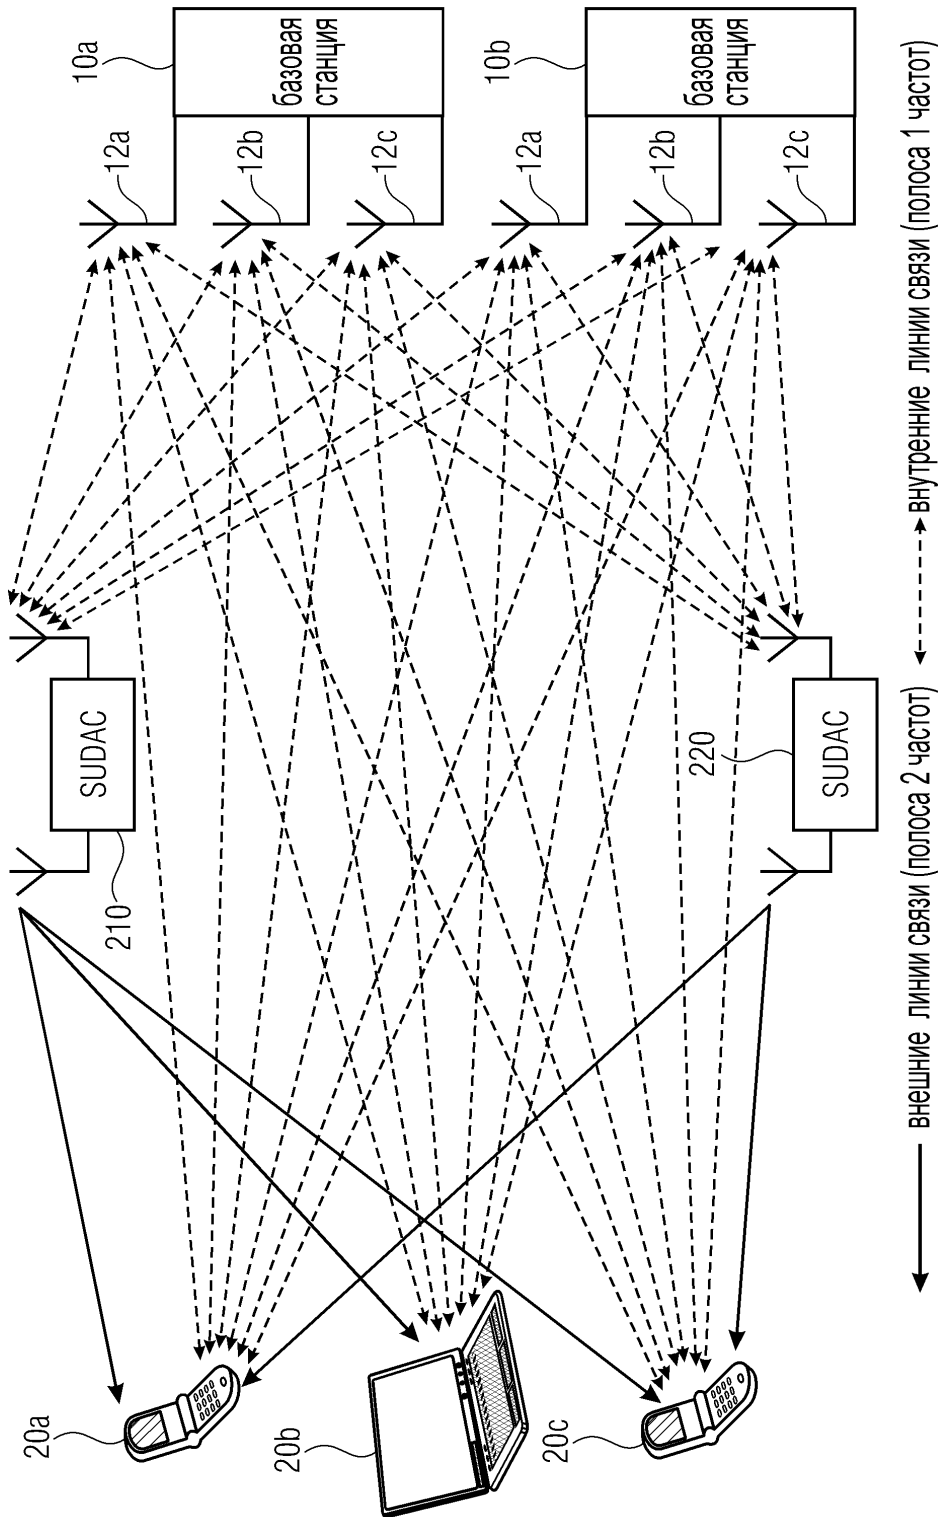 20a
20b
20c
210
SUDAC
220
SUDAC
10a
базовая
станция
12a
12b
12c
10b
базовая
станция
12a
12b
12c
внешние линии связи (полоса 2 частот)
внутренние линии связи (полоса 1 частот)